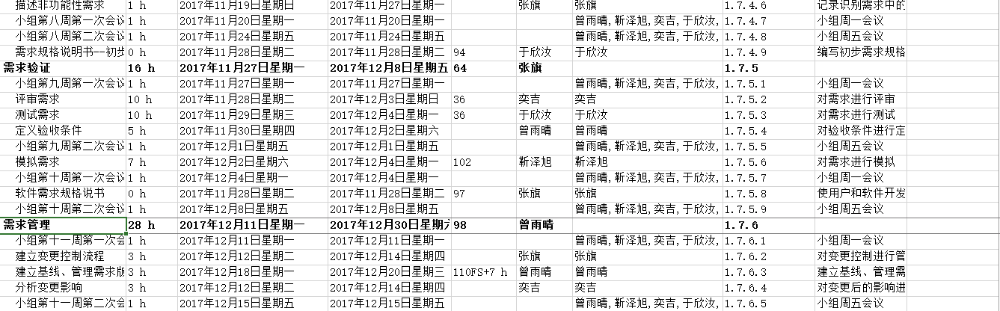 描述非功能性需求 1 h 2017年11月19日星期日 2017年11月27日星期一 张旗 张旗 1.7.4.6 记录识别需求中的
小组第八周第一次会议 1 h 2017年11月20日星期一 2017年11月20日星期一 曾雨晴,靳泽旭,奕吉,于欣汝, 1.7.4.7 小组周一会议
小组第八周第二次会议 1 h 2017年11月24日星期五 2017年11月24日星期五 曾雨晴,靳泽旭,奕吉,于欣汝, 1.7.4.8 小组周五会议
需求规格说明书--初步 0 h 2017年11月28日星期二 2017年11月28日星期二 94 于欣汝 于欣汝 1.7.4.9 编写初步需求规格
需求验证 16 h 2017年11月27日星期一 2017年12月8日星期五 64 张旗 1.7.5
小组第九周第一次会议 1 h 2017年11月27日星期一 2017年11月27日星期一 曾雨晴,靳泽旭,奕吉,于欣汝, 1.7.5.1 小组周一会议
评审需求 10 h 2017年11月28日星期二 2017年12月3日星期日 36 奕吉 奕吉 1.7.5.2 对需求进行评审
测试需求 10 h 2017年11月29日星期三 2017年12月4日星期一 36 于欣汝 于欣汝 1.7.5.3 对需求进行测试
定义验收条件 5 h 2017年11月30日星期四 2017年12月2日星期六 曾雨晴 曾雨晴 1.7.5.4 对验收条件进行定
小组第九周第二次会议 1 h 2017年12月1日星期五 2017年12月1日星期五 曾雨晴,靳泽旭,奕吉,于欣汝, 1.7.5.5 小组周五会议
模拟需求 7 h 2017年12月2日星期六 2017年12月4日星期一 102 靳泽旭 靳泽旭 1.7.5.6 对需求进行模拟
小组第十周第一次会议 1 h 2017年12月4日星期一 2017年12月4日星期一 曾雨晴,靳泽旭,奕吉,于欣汝, 1.7.5.7 小组周一会议
软件需求规格说书 0 h 2017年11月28日星期二 2017年11月28日星期二 97 张旗 张旗 1.7.5.8 使用户和软件开发
小组第十周第二次会议 1 h 2017年12月8日星期五 2017年12月8日星期五 曾雨晴,靳泽旭,奕吉,于欣汝, 1.7.5.9 小组周五会议
需求管理 28 h 2017年12月11日星期一 2017年12月30日星期六 98 曾雨晴 1.7.6
小组第十一周第一次会 1 h 2017年12月11日星期一 2017年12月11日星期一 曾雨晴,靳泽旭,奕吉,于欣汝, 1.7.6.1 小组周一会议
建立变更控制流程 3 h 2017年12月12日星期二 2017年12月14日星期四 张旗 张旗 1.7.6.2 对变更控制进行管
建立基线、管理需求版 3 h 2017年12月18日星期一 2017年12月20日星期三 110FS+7 h 曾雨晴 曾雨晴 1.7.6.3 建立基线、管理需
分析变更影响 3 h 2017年12月12日星期二 2017年12月14日星期四 奕吉 奕吉 1.7.6.4 对变更后的影响进
小组第十一周第二次会 1 h 2017年12月15日星期五 2017年12月15日星期五 曾雨晴,靳泽旭,奕吉,于欣汝, 1.7.6.5 小组周五会议